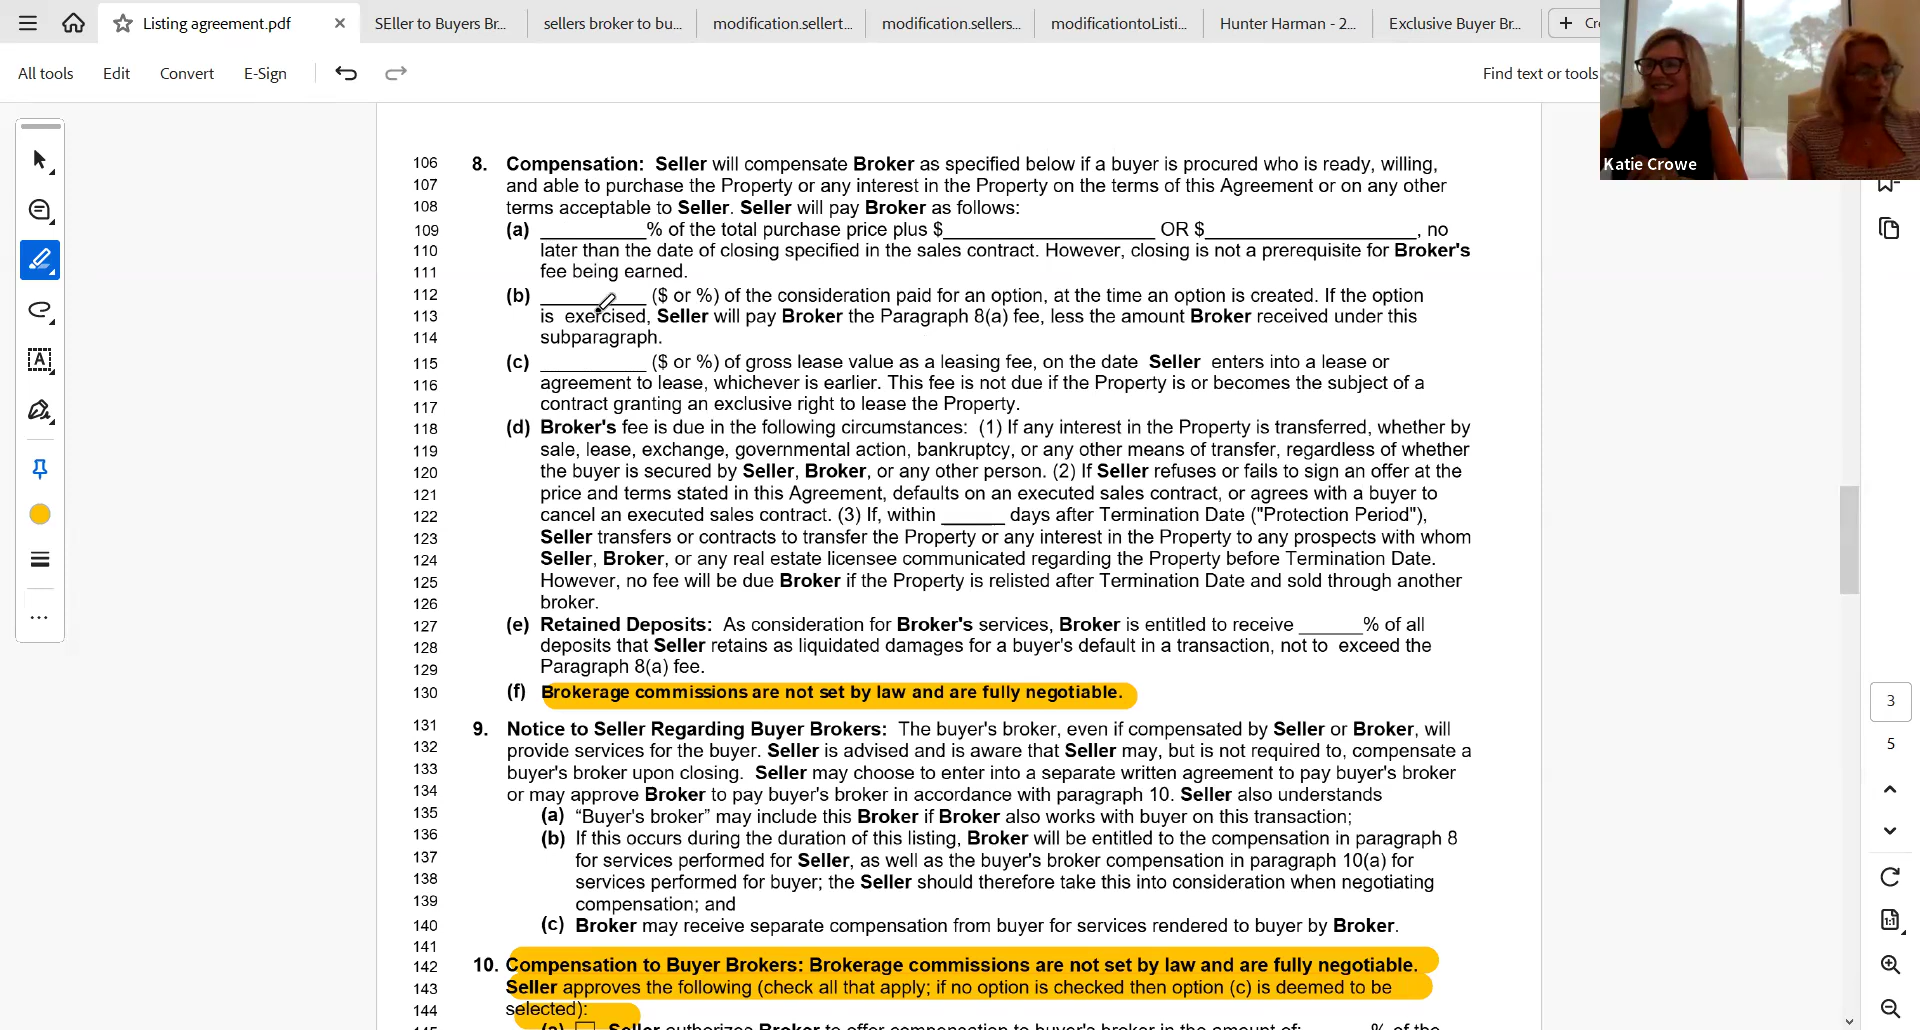 Listing agreement.pdf
SEller to Buyers Br...
sellers broker to bu...
modification.sellert...
modification.sellers...
modificationtoListi...
Hunter Harman - 2...
Exclusive Buyer Br...
All tools
Edit
Convert
E-Sign
Find text or tools
Katie Crowe
106 8. Compensation: Seller will compensate Broker as specified below if a buyer is procured who is ready, willing,
107 and able to purchase the Property or any interest in the Property on the terms of this Agreement or on any other
108 terms acceptable to Seller. Seller will pay Broker as follows:
109 (a) __________% of the total purchase price plus $____________________ OR $____________________, no
110 later than the date of closing specified in the sales contract. However, closing is not a prerequisite for Broker's
111 fee being earned.
112 (b) __________ ($ or %) of the consideration paid for an option, at the time an option is created. If the option
113 is exercised, Seller will pay Broker the Paragraph 8(a) fee, less the amount Broker received under this
114 subparagraph.
115 (c) __________ ($ or %) of gross lease value as a leasing fee, on the date Seller enters into a lease or
116 agreement to lease, whichever is earlier. This fee is not due if the Property is or becomes the subject of a
117 contract granting an exclusive right to lease the Property.
118 (d) Broker's fee is due in the following circumstances: (1) If any interest in the Property is transferred, whether by
119 sale, lease, exchange, governmental action, bankruptcy, or any other means of transfer, regardless of whether
120 the buyer is secured by Seller, Broker, or any other person. (2) If Seller refuses or fails to sign an offer at the
121 price and terms stated in this Agreement, defaults on an executed sales contract, or agrees with a buyer to
122 cancel an executed sales contract. (3) If, within ______ days after Termination Date ("Protection Period"),
123 Seller transfers or contracts to transfer the Property or any interest in the Property to any prospects with whom
124 Seller, Broker, or any real estate licensee communicated regarding the Property before Termination Date.
125 However, no fee will be due Broker if the Property is relisted after Termination Date and sold through another
126 broker.
127 (e) Retained Deposits: As consideration for Broker's services, Broker is entitled to receive ______% of all
128 deposits that Seller retains as liquidated damages for a buyer's default in a transaction, not to exceed the
129 Paragraph 8(a) fee.
130 (f) Brokerage commissions are not set by law and are fully negotiable.
131 9. Notice to Seller Regarding Buyer Brokers: The buyer's broker, even if compensated by Seller or Broker, will
132 provide services for the buyer. Seller is advised and is aware that Seller may, but is not required to, compensate a
133 buyer's broker upon closing. Seller may choose to enter into a separate written agreement to pay buyer's broker
134 or may approve Broker to pay buyer's broker in accordance with paragraph 10. Seller also understands
135 (a) “Buyer's broker” may include this Broker if Broker also works with buyer on this transaction;
136 (b) If this occurs during the duration of this listing, Broker will be entitled to the compensation in paragraph 8
137 for services performed for Seller, as well as the buyer's broker compensation in paragraph 10(a) for
138 services performed for buyer; the Seller should therefore take this into consideration when negotiating
139 compensation; and
140 (c) Broker may receive separate compensation from buyer for services rendered to buyer by Broker.
141
142 10. Compensation to Buyer Brokers: Brokerage commissions are not set by law and are fully negotiable.
143 Seller approves the following (check all that apply; if no option is checked then option (c) is deemed to be
144 selected):
145 (a) Seller authorizes Broker to offer compensation to buyer's broker in the amount of: ______% of the
3
5